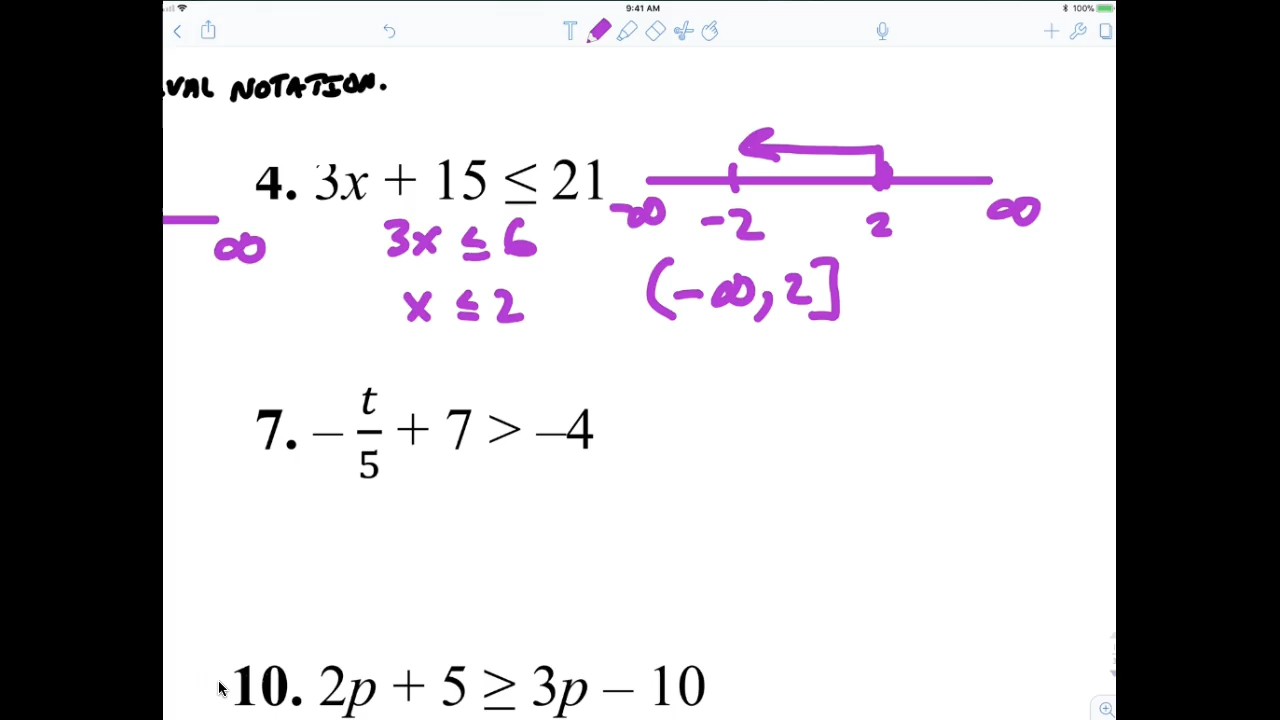 9:41 AM
100%
VAL NOTATION.
4. 3x + 15 ≤ 21
-∞ -2 2 ∞
∞
3x ≤ 6
(-∞, 2]
x ≤ 2
7. – t/5 + 7 > –4
10. 2p + 5 ≥ 3p – 10